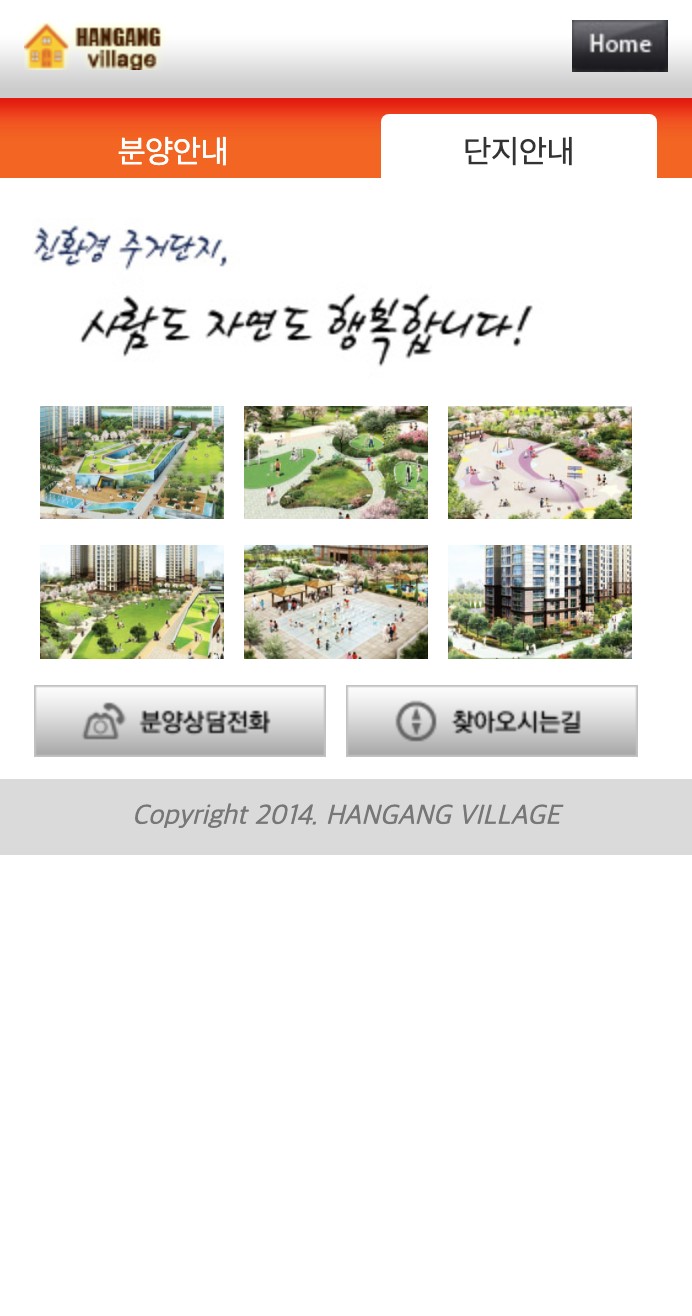 HANGANG
village
Home
분양안내
단지안내
친환경 주거단지,
사람도 자연도 행복합니다!
분양상담전화
찾아오시는길
Copyright 2014. HANGANG VILLAGE